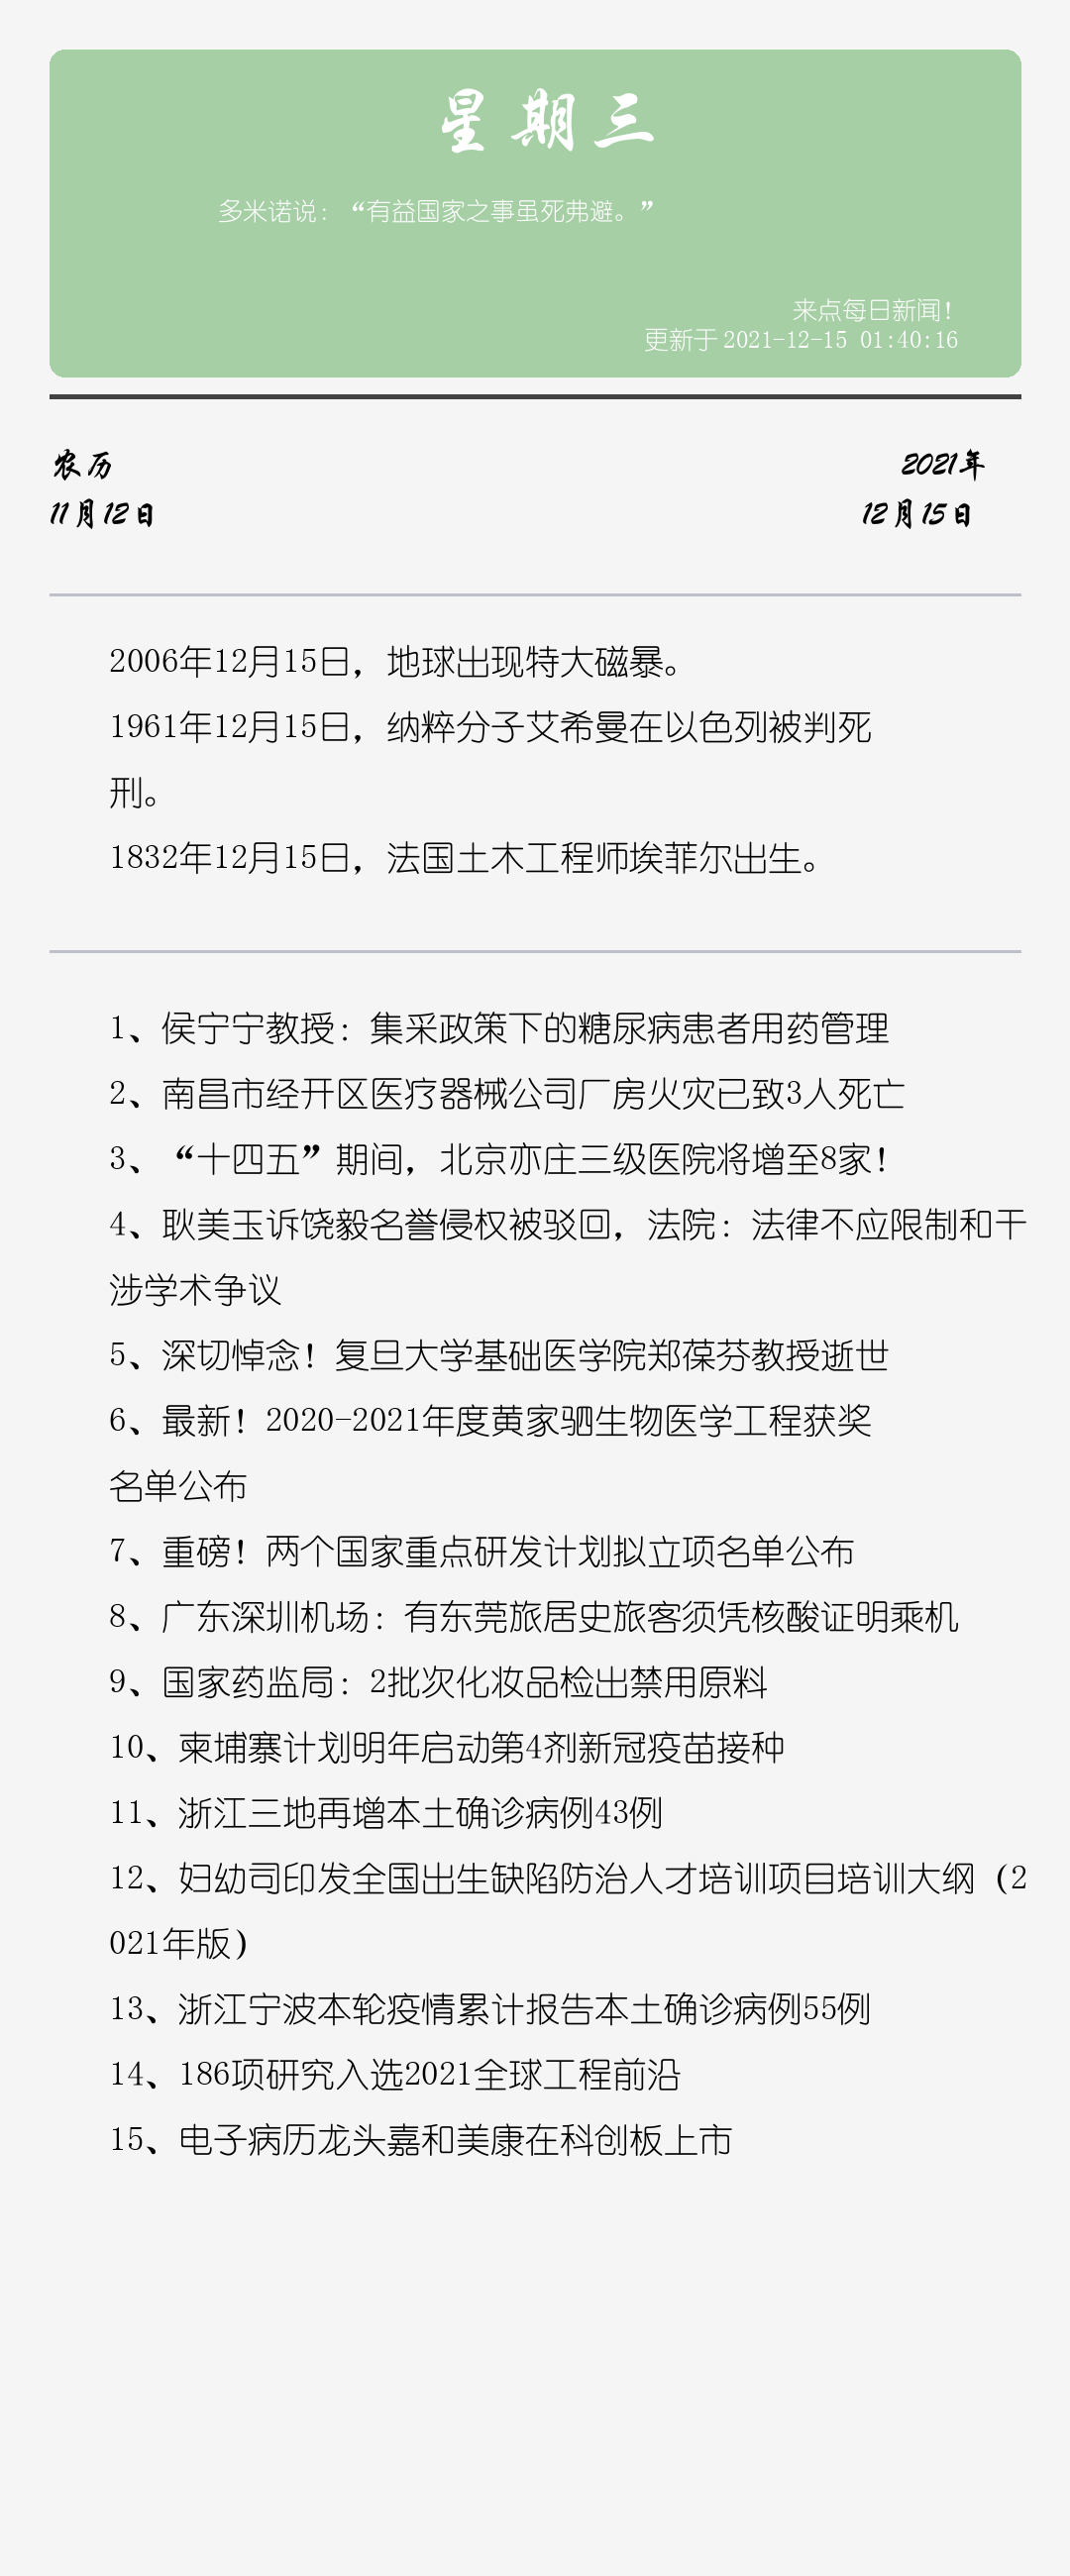 星期三
多米诺说：“有益国家之事虽死弗避。”
来点每日新闻！
更新于 2021-12-15 01:40:16
农历
2021年
11月12日
12月15日
2006年12月15日，地球出现特大磁暴。
1961年12月15日，纳粹分子艾希曼在以色列被判死
刑。
1832年12月15日，法国土木工程师埃菲尔出生。
1、侯宁宁教授：集采政策下的糖尿病患者用药管理
2、南昌市经开区医疗器械公司厂房火灾已致3人死亡
3、“十四五”期间，北京亦庄三级医院将增至8家！
4、耿美玉诉饶毅名誉侵权被驳回，法院：法律不应限制和干
涉学术争议
5、深切悼念！复旦大学基础医学院郑葆芬教授逝世
6、最新！2020-2021年度黄家驷生物医学工程获奖
名单公布
7、重磅！两个国家重点研发计划拟立项名单公布
8、广东深圳机场：有东莞旅居史旅客须凭核酸证明乘机
9、国家药监局：2批次化妆品检出禁用原料
10、柬埔寨计划明年启动第4剂新冠疫苗接种
11、浙江三地再增本土确诊病例43例
12、妇幼司印发全国出生缺陷防治人才培训项目培训大纲（2
021年版）
13、浙江宁波本轮疫情累计报告本土确诊病例55例
14、186项研究入选2021全球工程前沿
15、电子病历龙头嘉和美康在科创板上市